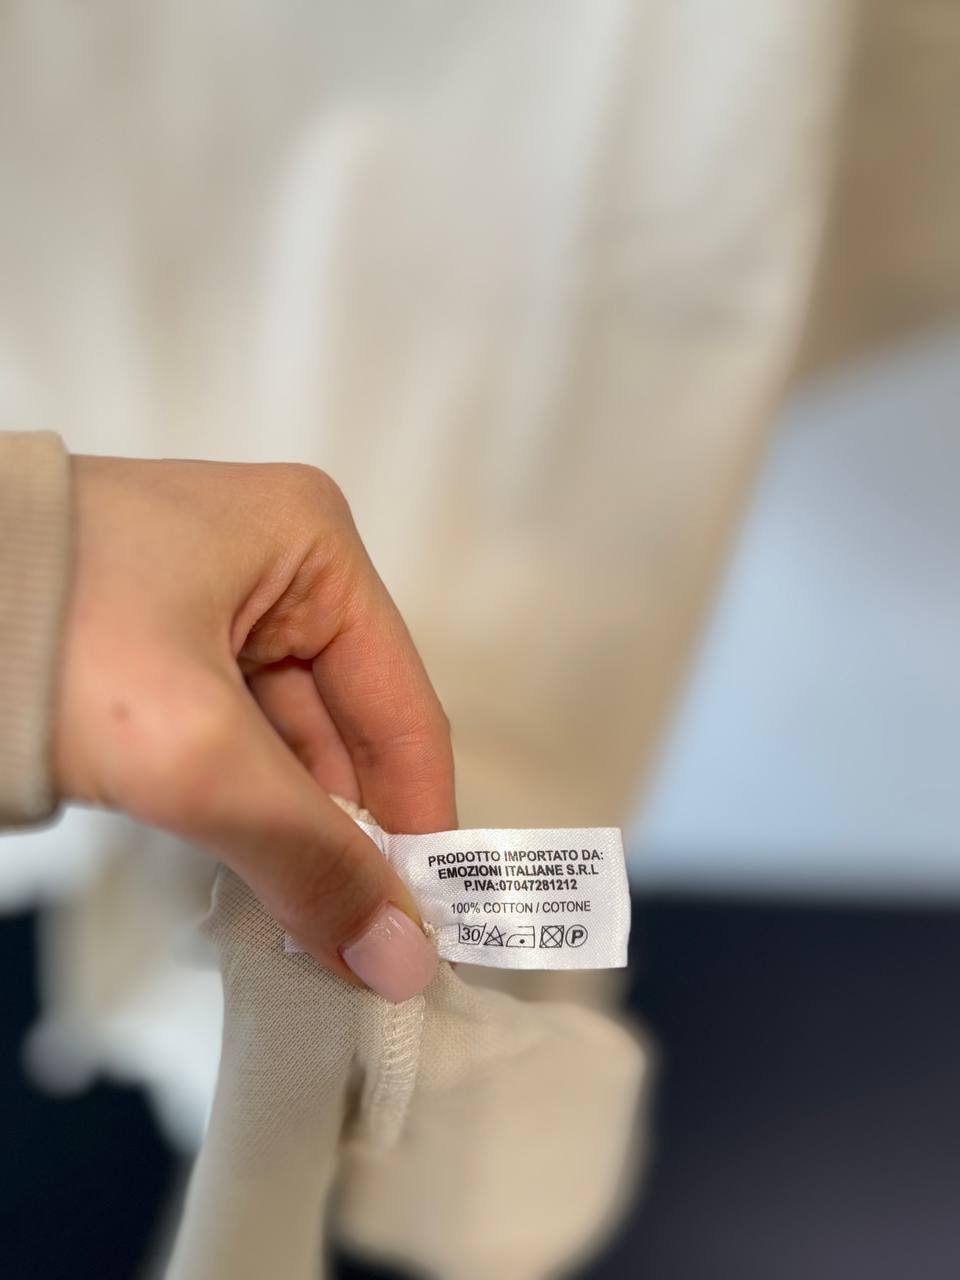 PRODOTTO IMPORTATO DA:
EMOZIONI ITALIANE S.R.L
P.IVA:07047281212
100% COTTON / COTONE
30 P